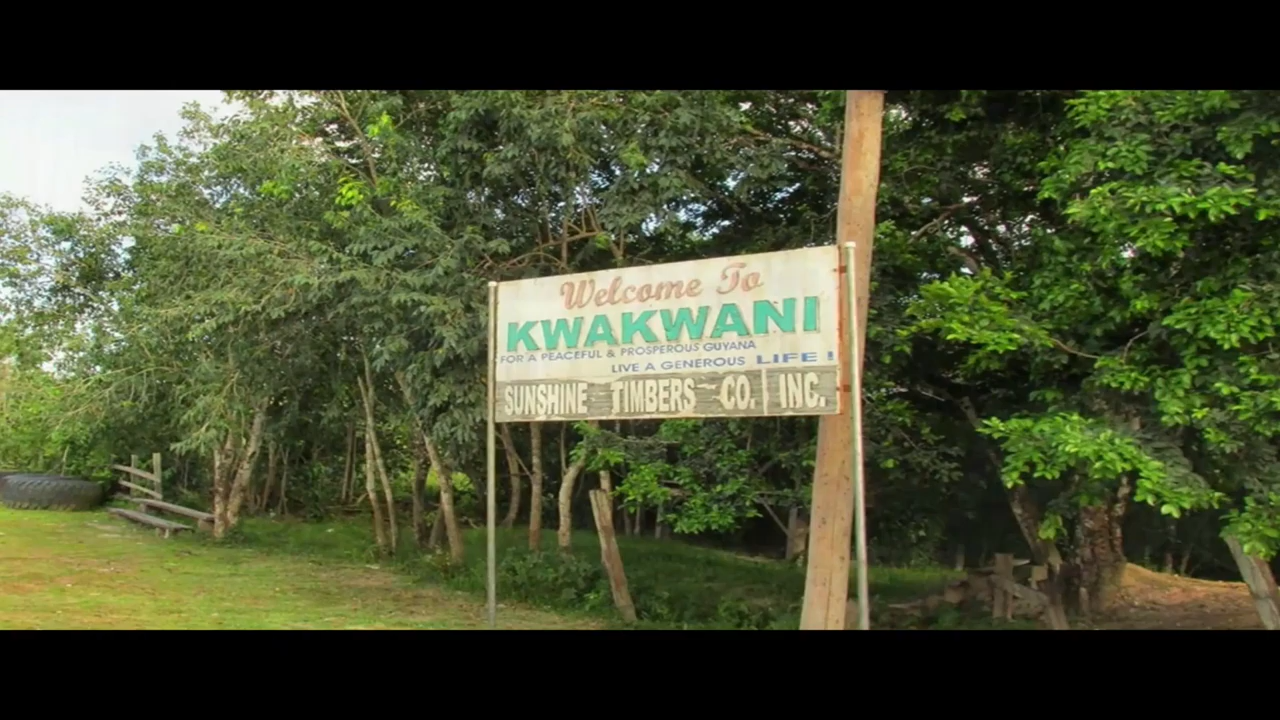 Welcome To
KWAKWANI
FOR A PEACEFUL & PROSPEROUS GUYANA
LIVE A GENEROUS LIFE !
SUNSHINE TIMBERS CO. INC.